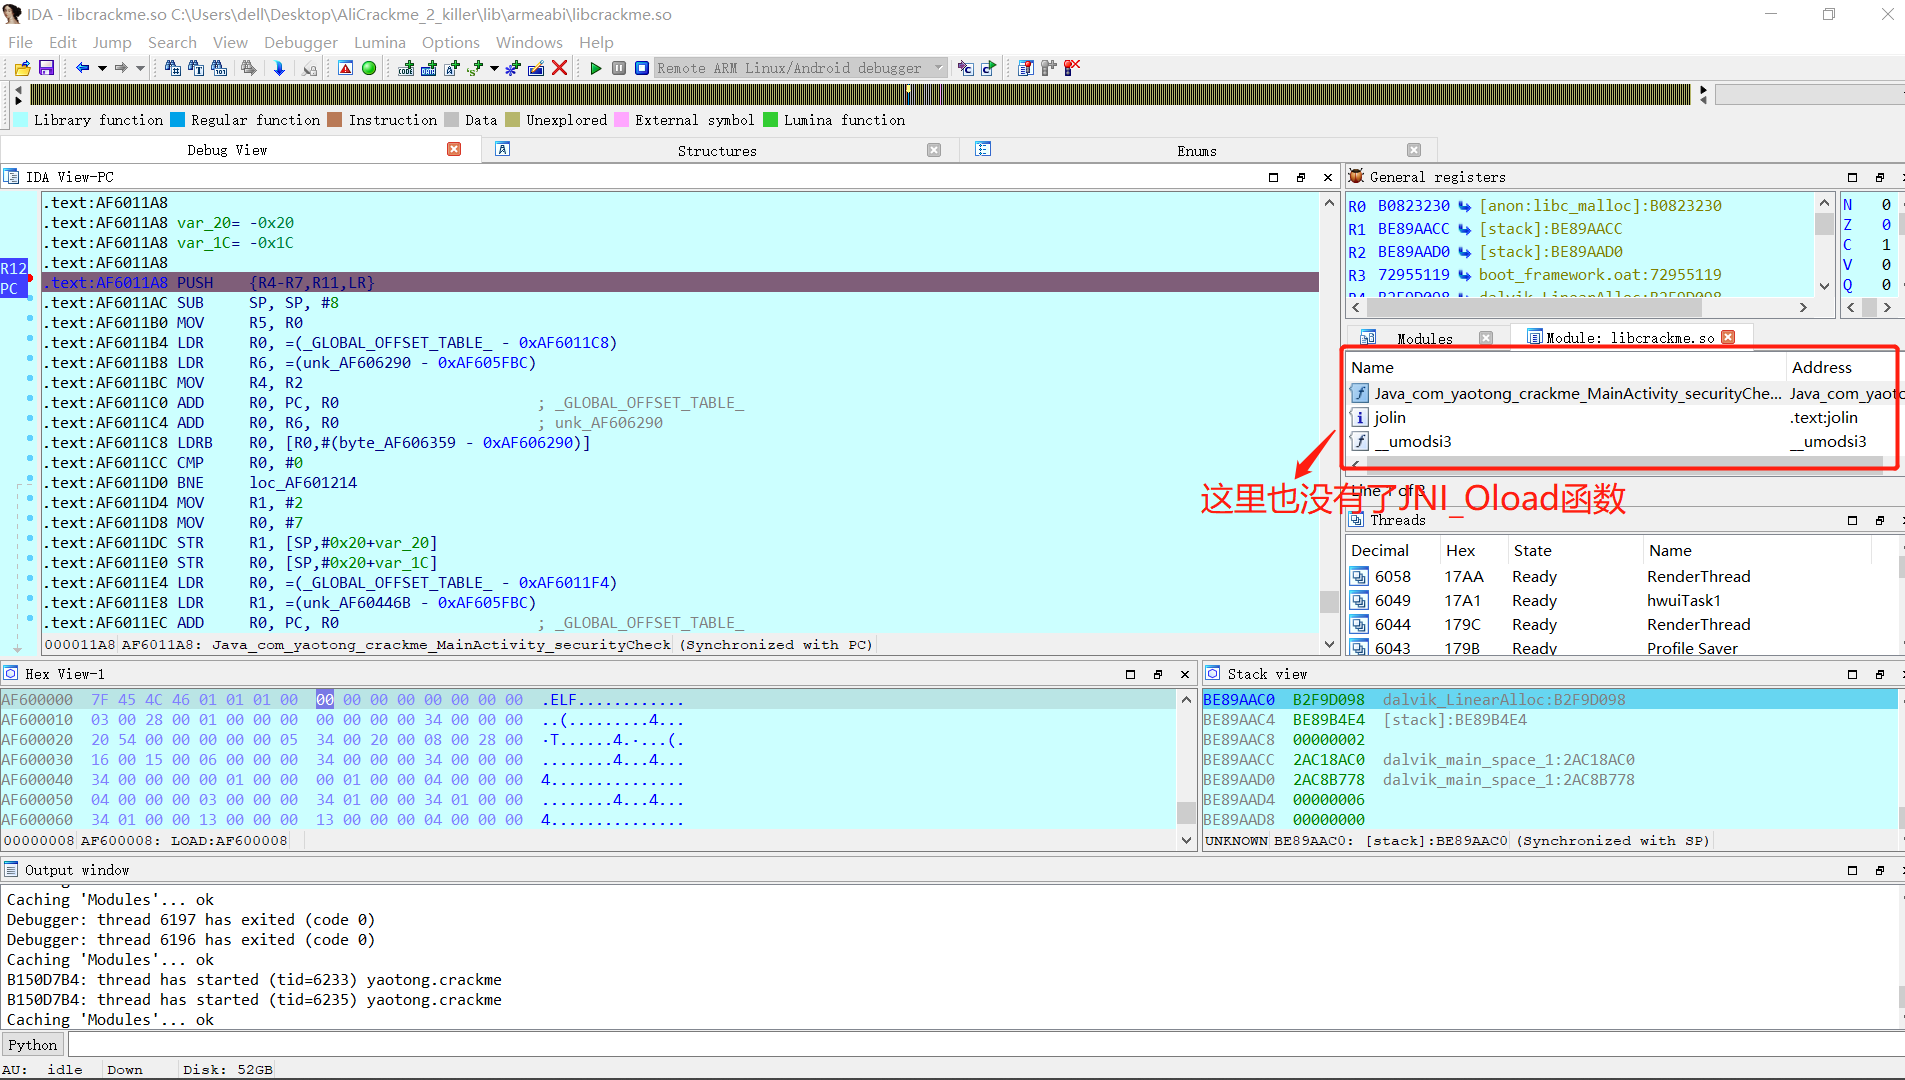 IDA - libcrackme.so C:\Users\dell\Desktop\AliCrackme_2_killer\lib\armeabi\libcrackme.so
File Edit Jump Search View Debugger Lumina Options Windows Help
Remote ARM Linux/Android debugger
Library function Regular function Instruction Data Unexplored External symbol Lumina function
Debug View Structures Enums
IDA View-PC
.text:AF6011A8
.text:AF6011A8 var_20= -0x20
.text:AF6011A8 var_1C= -0x1C
.text:AF6011A8
.text:AF6011A8 PUSH {R4-R7,R11,LR}
.text:AF6011AC SUB SP, SP, #8
.text:AF6011B0 MOV R5, R0
.text:AF6011B4 LDR R0, =(_GLOBAL_OFFSET_TABLE_ - 0xAF6011C8)
.text:AF6011B8 LDR R6, =(unk_AF606290 - 0xAF605FBC)
.text:AF6011BC MOV R4, R2
.text:AF6011C0 ADD R0, PC, R0 ; _GLOBAL_OFFSET_TABLE_
.text:AF6011C4 ADD R0, R6, R0 ; unk_AF606290
.text:AF6011C8 LDRB R0, [R0,#(byte_AF606359 - 0xAF606290)]
.text:AF6011CC CMP R0, #0
.text:AF6011D0 BNE loc_AF601214
.text:AF6011D4 MOV R1, #2
.text:AF6011D8 MOV R0, #7
.text:AF6011DC STR R1, [SP,#0x20+var_20]
.text:AF6011E0 STR R0, [SP,#0x20+var_1C]
.text:AF6011E4 LDR R0, =(_GLOBAL_OFFSET_TABLE_ - 0xAF6011F4)
.text:AF6011E8 LDR R1, =(unk_AF60446B - 0xAF605FBC)
.text:AF6011EC ADD R0, PC, R0 ; _GLOBAL_OFFSET_TABLE_
R12
PC
000011A8 AF6011A8: Java_com_yaotong_crackme_MainActivity_securityCheck (Synchronized with PC)
General registers
R0 B0823230 [anon:libc_malloc]:B0823230
R1 BE89AACC [stack]:BE89AACC
R2 BE89AAD0 [stack]:BE89AAD0
R3 72955119 boot_framework.oat:72955119
R4 B2F9D098 dalvik_LinearAlloc:B2F9D098
N 0
Z 0
C 1
V 0
Q 0
Modules Module: libcrackme.so
Name Address
Java_com_yaotong_crackme_MainActivity_securityChe... Java_com_yaoto
jolin .text:jolin
__umodsi3 __umodsi3
Line 1 of 3
这里也没有了JNI_Oload函数
Threads
Decimal Hex State Name
6058 17AA Ready RenderThread
6049 17A1 Ready hwuiTask1
6044 179C Ready RenderThread
6043 179B Ready Profile Saver
Hex View-1
AF600000 7F 45 4C 46 01 01 01 00 00 00 00 00 00 00 00 00 .ELF............
AF600010 03 00 28 00 01 00 00 00 00 00 00 00 34 00 00 00 ..(.........4...
AF600020 20 54 00 00 00 00 00 05 34 00 20 00 08 00 28 00 ·T......4.·...(.
AF600030 16 00 15 00 06 00 00 00 34 00 00 00 34 00 00 00 ........4...4...
AF600040 34 00 00 00 00 01 00 00 00 01 00 00 04 00 00 00 4...............
AF600050 04 00 00 00 03 00 00 00 34 01 00 00 34 01 00 00 ........4...4...
AF600060 34 01 00 00 13 00 00 00 13 00 00 00 04 00 00 00 4...............
00000008 AF600008: LOAD:AF600008
Stack view
BE89AAC0 B2F9D098 dalvik_LinearAlloc:B2F9D098
BE89AAC4 BE89B4E4 [stack]:BE89B4E4
BE89AAC8 00000002
BE89AACC 2AC18AC0 dalvik_main_space_1:2AC18AC0
BE89AAD0 2AC8B778 dalvik_main_space_1:2AC8B778
BE89AAD4 00000006
BE89AAD8 00000000
UNKNOWN BE89AAC0: [stack]:BE89AAC0 (Synchronized with SP)
Output window
Caching 'Modules'... ok
Debugger: thread 6197 has exited (code 0)
Debugger: thread 6196 has exited (code 0)
Caching 'Modules'... ok
B150D7B4: thread has started (tid=6233) yaotong.crackme
B150D7B4: thread has started (tid=6235) yaotong.crackme
Caching 'Modules'... ok
Python
AU: idle Down Disk: 52GB